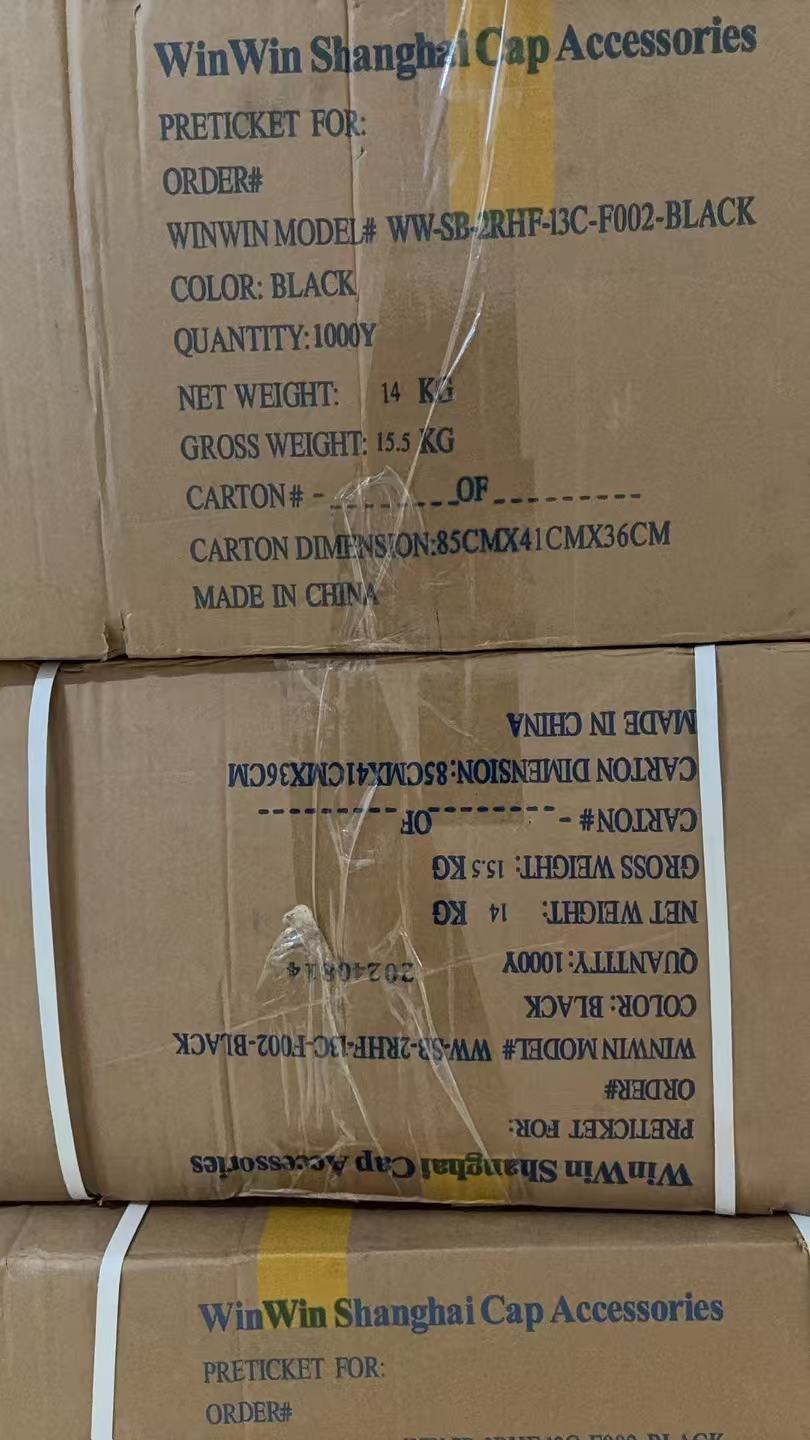 WinWin Shanghai Cap Accessories
PRETICKET FOR:
ORDER#
WINWIN MODEL# WW-SB-2RHF-13C-F002-BLACK
COLOR: BLACK
QUANTITY:1000Y
NET WEIGHT: 14 KG
GROSS WEIGHT: 15.5 KG
CARTON# - _______OF_________
CARTON DIMENSION:85CMX41CMX36CM
MADE IN CHINA
WinWin Shanghai Cap Accessories
PRETICKET FOR:
ORDER#
WINWIN MODEL# WW-SB-2RHF-13C-F002-BLACK
COLOR: BLACK
QUANTITY:1000Y 20240814
NET WEIGHT: 14 KG
GROSS WEIGHT: 15.5 KG
CARTON# - _______OF_________
CARTON DIMENSION:85CMX41CMX36CM
MADE IN CHINA
WinWin Shanghai Cap Accessories
PRETICKET FOR:
ORDER#